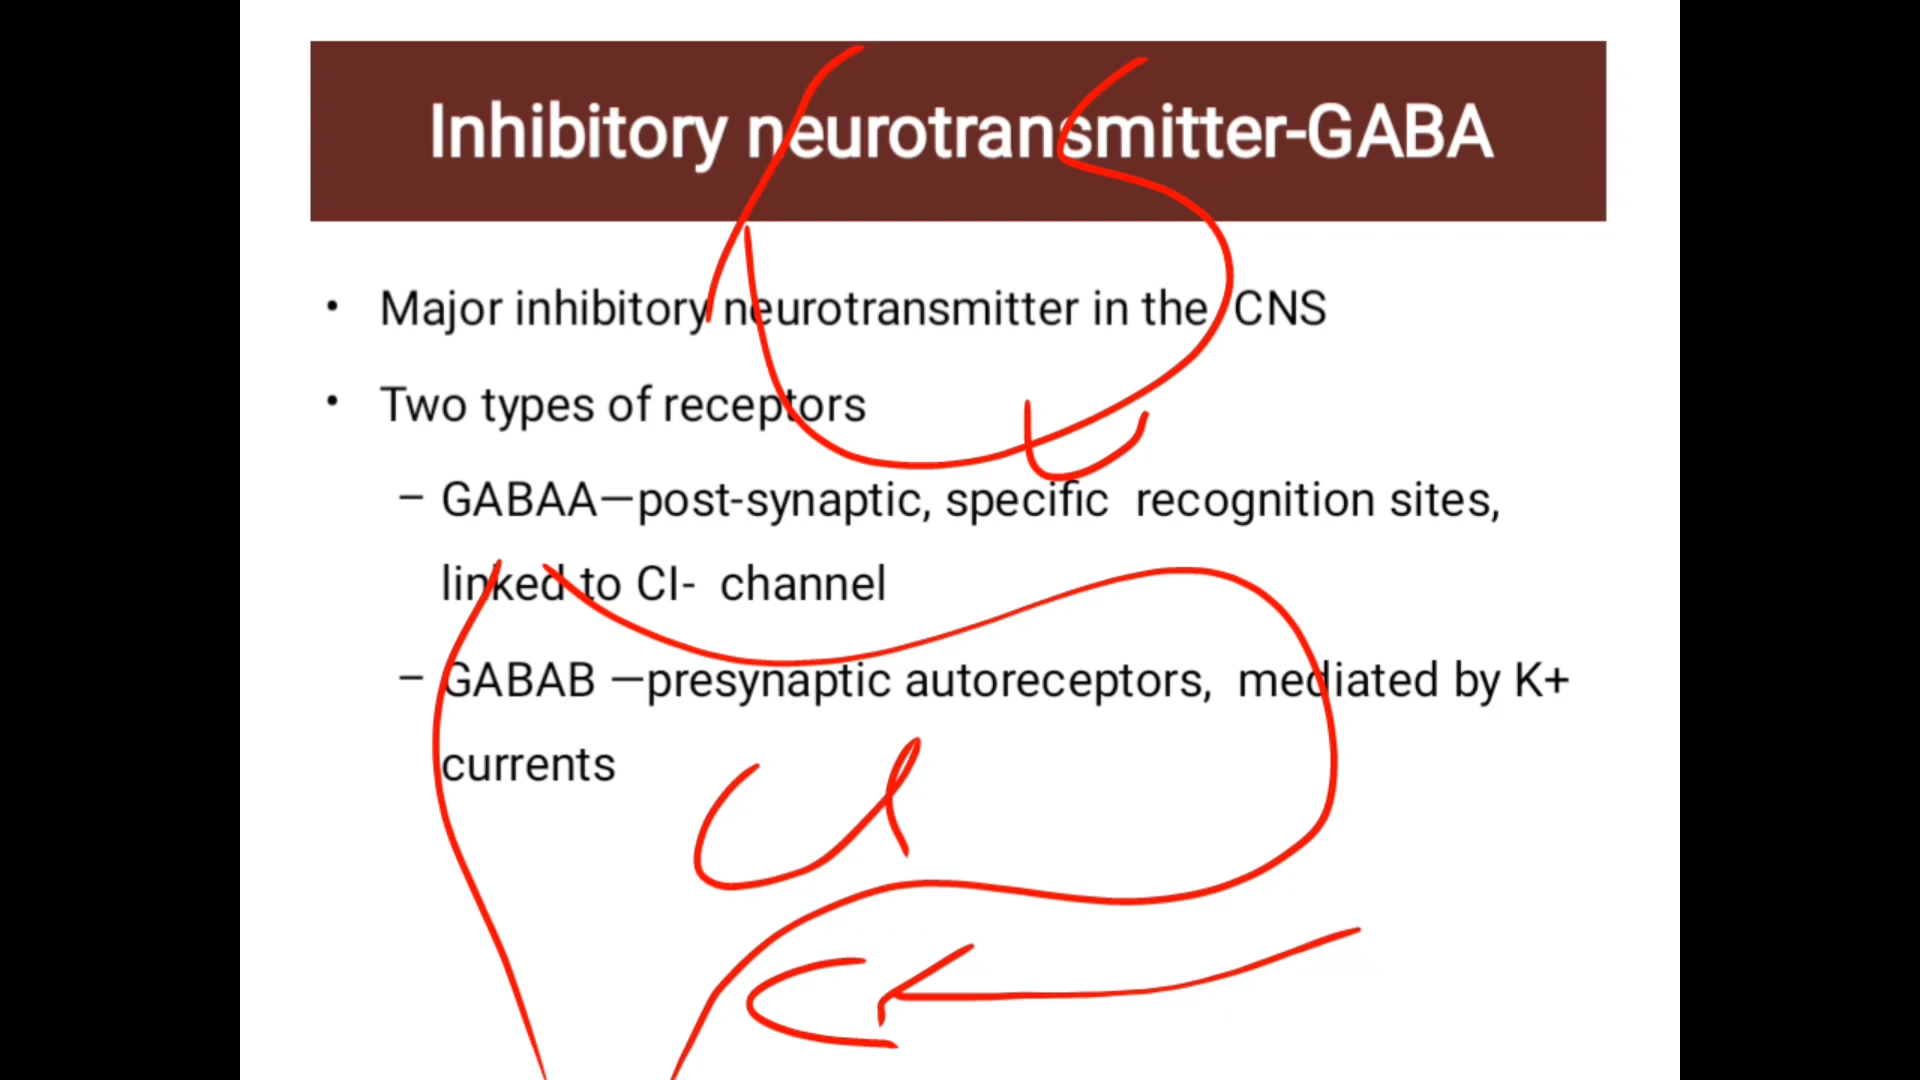 Inhibitory neurotransmitter-GABA
• Major inhibitory neurotransmitter in the CNS
• Two types of receptors
– GABAA—post-synaptic, specific recognition sites,
linked to CI- channel
– GABAB —presynaptic autoreceptors, mediated by K+
currents